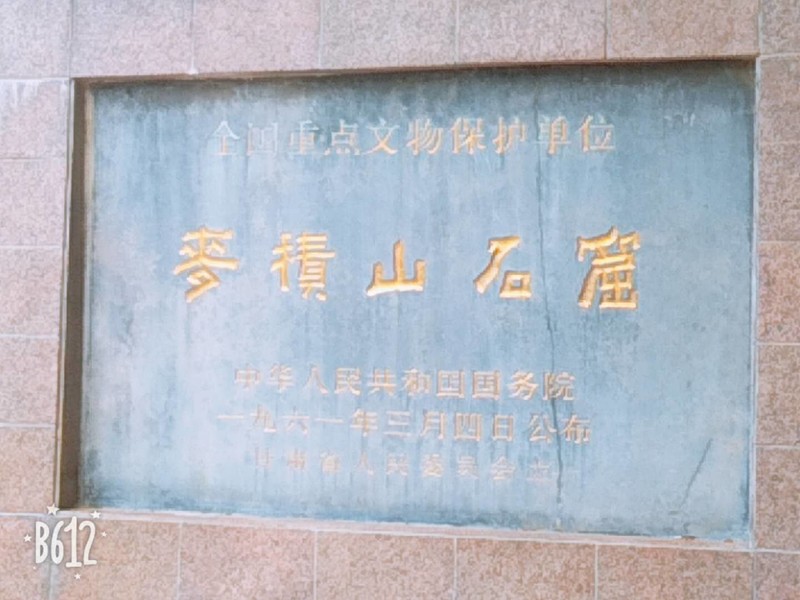 全国重点文物保护单位
麦積山石窟
中华人民共和国国务院
一九六一年三月四日公布
甘肃省人民委员会立
B612